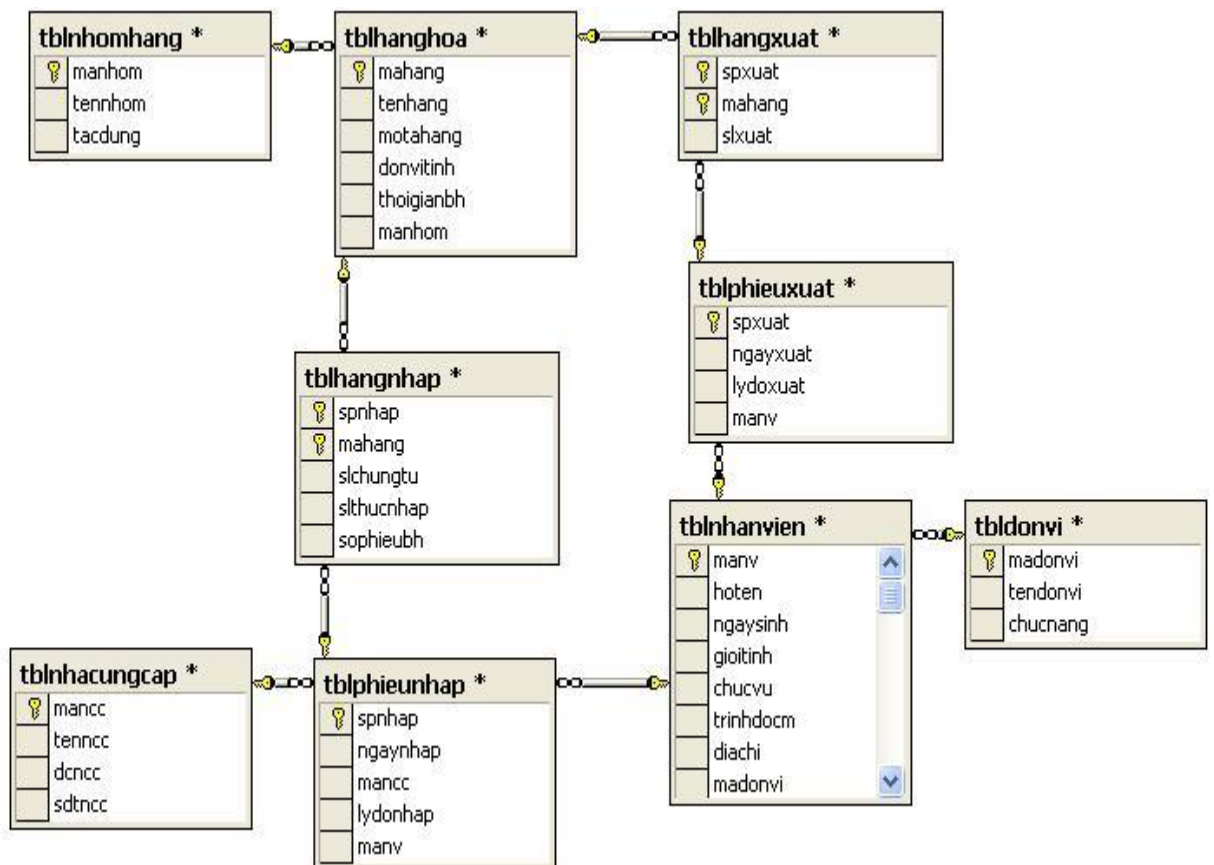 tblnhomhang *
manhom
tennhom
tacdung
tblhanghoa *
mahang
tenhang
motahang
donvitinh
thoigianbh
manhom
tblhangxuat *
spxuat
mahang
slxuat
tblphieuxuat *
spxuat
ngayxuat
lydoxuat
manv
tblhangnhap *
spnhap
mahang
slchungtu
slthucnhap
sophieubh
tblnhanvien *
manv
hoten
ngaysinh
gioitinh
chucvu
trinhdocm
diachi
madonvi
tbldonvi *
madonvi
tendonvi
chucnang
tblnhacungcap *
mancc
tenncc
dcncc
sdtncc
tblphieunhap *
spnhap
ngaynhap
mancc
lydonhap
manv